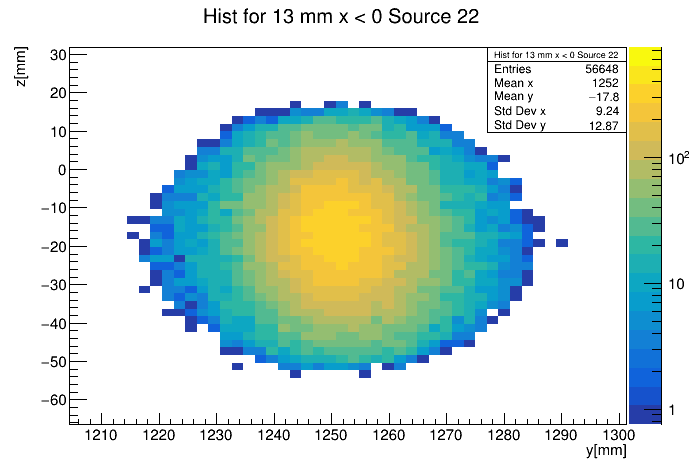 Hist for 13 mm x < 0 Source 22
z[mm]
Hist for 13 mm x < 0 Source 22
Entries 56648
Mean x 1252
Mean y −17.8
Std Dev x 9.24
Std Dev y 12.87
30
20
10
0
−10
−20
−30
−40
−50
−60
10²
10
1
1210 1220 1230 1240 1250 1260 1270 1280 1290 1300
y[mm]